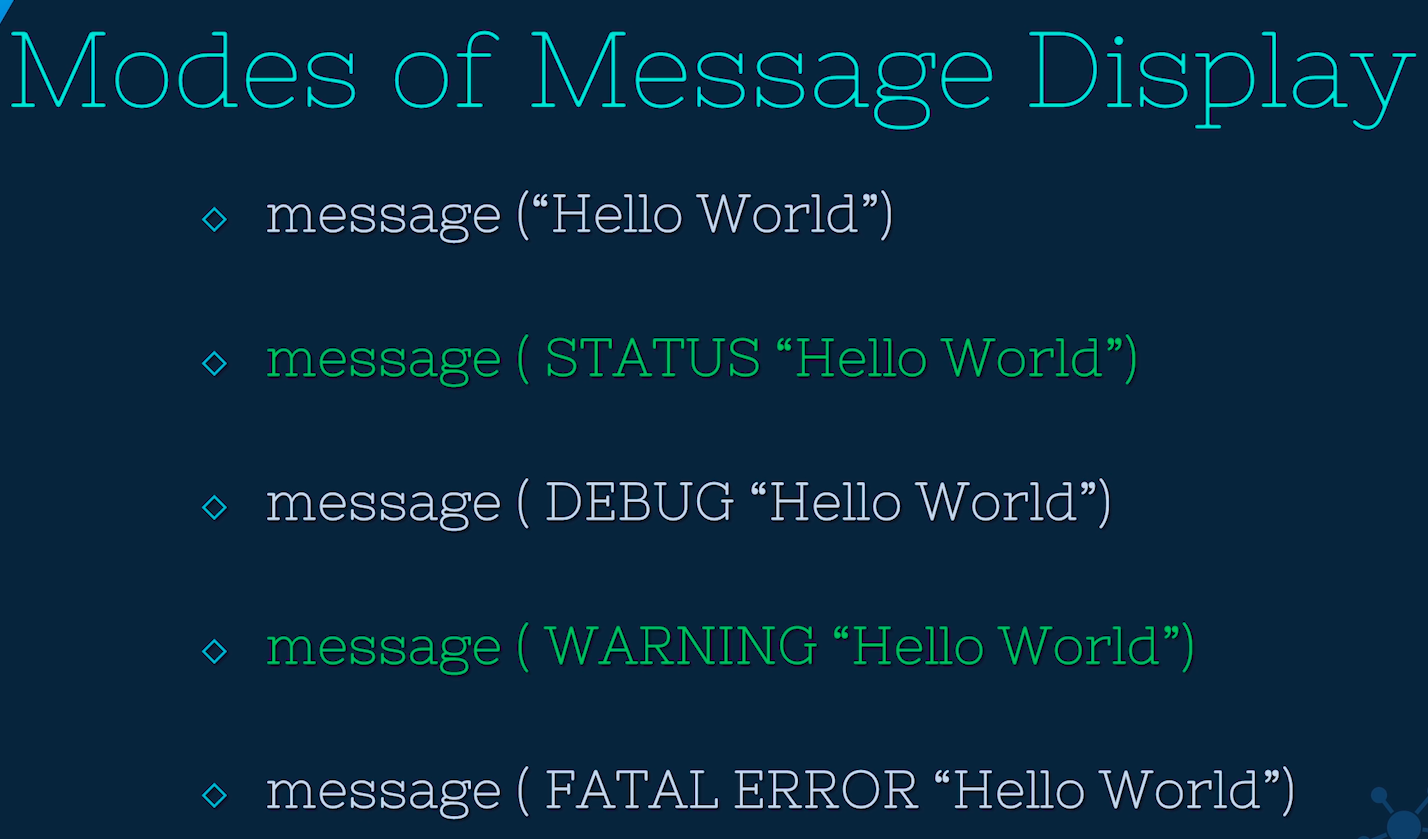 Modes of Message Display
message (“Hello World”)
message ( STATUS “Hello World”)
message ( DEBUG “Hello World”)
message ( WARNING “Hello World”)
message ( FATAL ERROR “Hello World”)